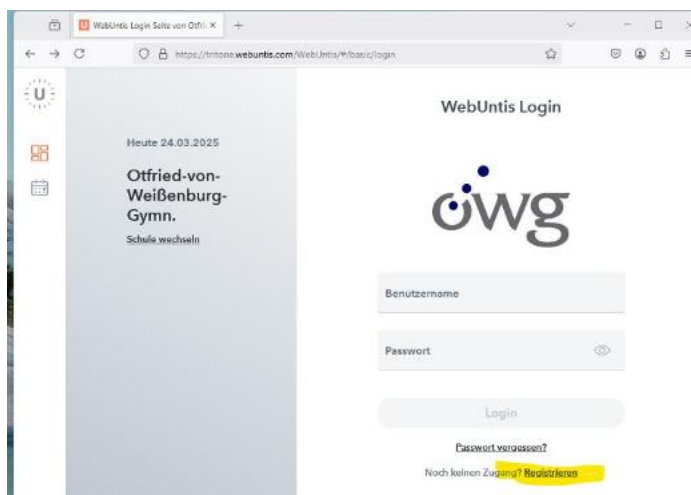 WebUntis Login Seite von Otfri
https://tritone.webuntis.com/WebUntis/#/basic/login
U
Heute 24.03.2025
Otfried-von-
Weißenburg-
Gymn.
Schule wechseln
WebUntis Login
owg
Benutzername
Passwort
Login
Passwort vergessen?
Noch keinen Zugang? Registrieren